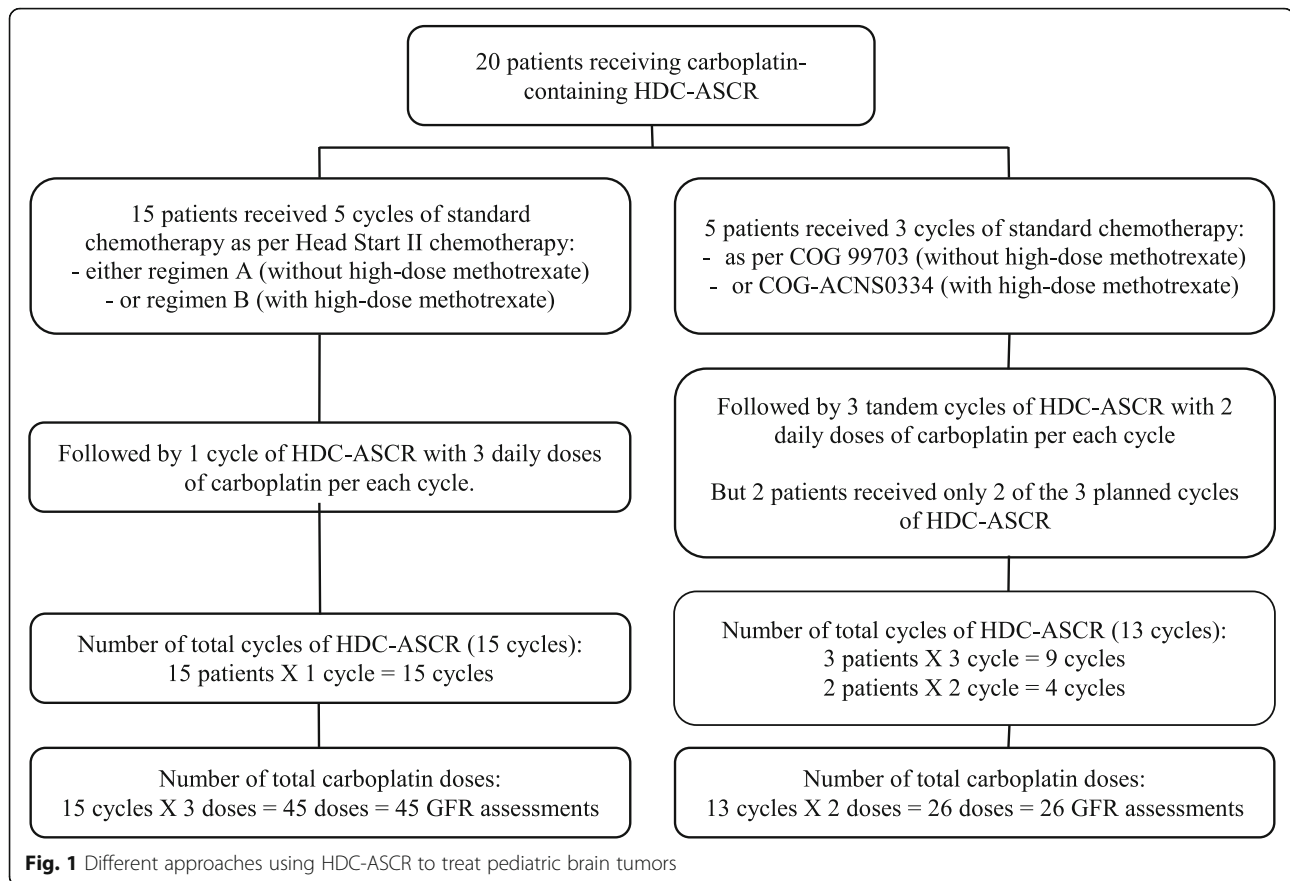 20 patients receiving carboplatin-
containing HDC-ASCR
15 patients received 5 cycles of standard
chemotherapy as per Head Start II chemotherapy:
- either regimen A (without high-dose methotrexate)
- or regimen B (with high-dose methotrexate)
5 patients received 3 cycles of standard chemotherapy:
- as per COG 99703 (without high-dose methotrexate)
- or COG-ACNS0334 (with high-dose methotrexate)
Followed by 1 cycle of HDC-ASCR with 3 daily doses
of carboplatin per each cycle.
Followed by 3 tandem cycles of HDC-ASCR with 2
daily doses of carboplatin per each cycle
But 2 patients received only 2 of the 3 planned cycles
of HDC-ASCR
Number of total cycles of HDC-ASCR (15 cycles):
15 patients X 1 cycle = 15 cycles
Number of total cycles of HDC-ASCR (13 cycles):
3 patients X 3 cycle = 9 cycles
2 patients X 2 cycle = 4 cycles
Number of total carboplatin doses:
15 cycles X 3 doses = 45 doses = 45 GFR assessments
Number of total carboplatin doses:
13 cycles X 2 doses = 26 doses = 26 GFR assessments
Fig. 1 Different approaches using HDC-ASCR to treat pediatric brain tumors